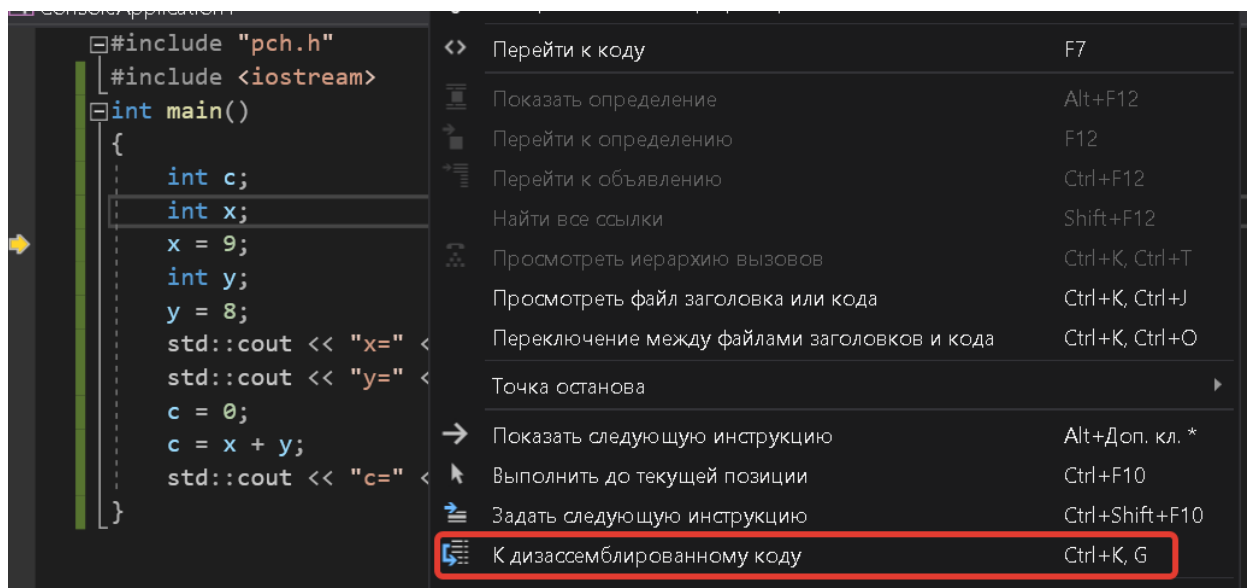 #include "pch.h"
#include <iostream>
int main()
{
int c;
int x;
x = 9;
int y;
y = 8;
std::cout << "x=" <
std::cout << "y=" <
c = 0;
c = x + y;
std::cout << "c=" <
}
Перейти к коду F7
Показать определение Alt+F12
Перейти к определению F12
Перейти к объявлению Ctrl+F12
Найти все ссылки Shift+F12
Просмотреть иерархию вызовов Ctrl+K, Ctrl+T
Просмотреть файл заголовка или кода Ctrl+K, Ctrl+J
Переключение между файлами заголовков и кода Ctrl+K, Ctrl+O
Точка останова
Показать следующую инструкцию Alt+Доп. кл. *
Выполнить до текущей позиции Ctrl+F10
Задать следующую инструкцию Ctrl+Shift+F10
К дизассемблированному коду Ctrl+K, G